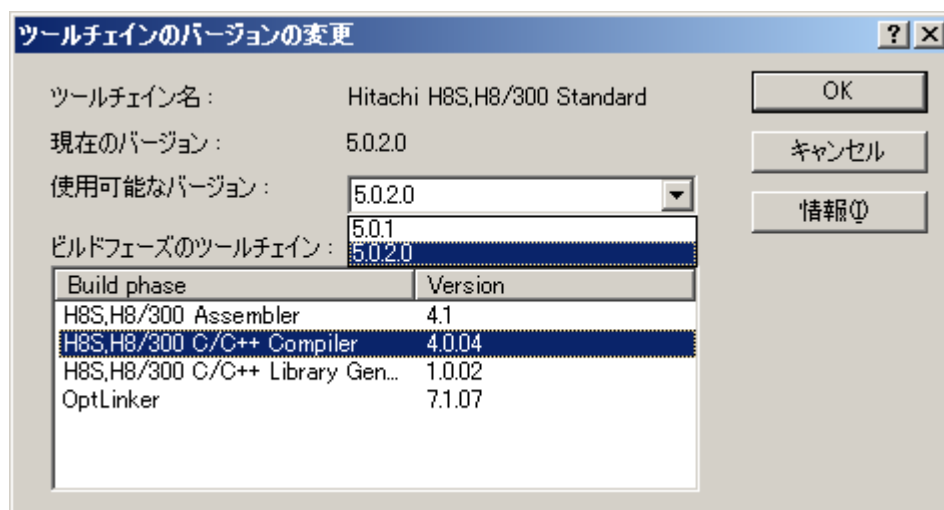 ツールチェインのバージョンの変更
ツールチェイン名： Hitachi H8S,H8/300 Standard OK
現在のバージョン： 5.0.2.0 キャンセル
使用可能なバージョン： 5.0.2.0 情報(I)
5.0.1
ビルドフェーズのツールチェイン： 5.0.2.0
Build phase Version
H8S,H8/300 Assembler 4.1
H8S,H8/300 C/C++ Compiler 4.0.04
H8S,H8/300 C/C++ Library Gen... 1.0.02
OptLinker 7.1.07